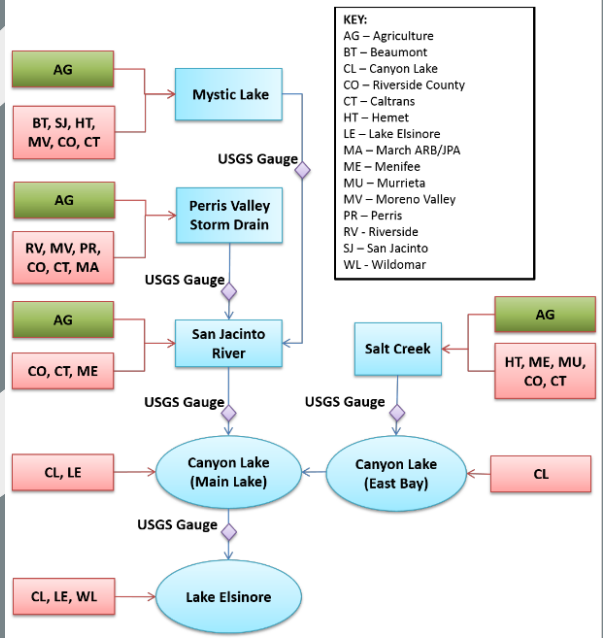 KEY:
AG – Agriculture
BT – Beaumont
CL – Canyon Lake
CO – Riverside County
CT – Caltrans
HT – Hemet
LE – Lake Elsinore
MA – March ARB/JPA
ME – Menifee
MU – Murrieta
MV – Moreno Valley
PR – Perris
RV - Riverside
SJ – San Jacinto
WL - Wildomar
AG
BT, SJ, HT,
MV, CO, CT
Mystic Lake
USGS Gauge
AG
RV, MV, PR,
CO, CT, MA
Perris Valley
Storm Drain
USGS Gauge
AG
CO, CT, ME
San Jacinto
River
USGS Gauge
Salt Creek
AG
HT, ME, MU,
CO, CT
USGS Gauge
CL, LE
Canyon Lake
(Main Lake)
Canyon Lake
(East Bay)
CL
USGS Gauge
CL, LE, WL
Lake Elsinore